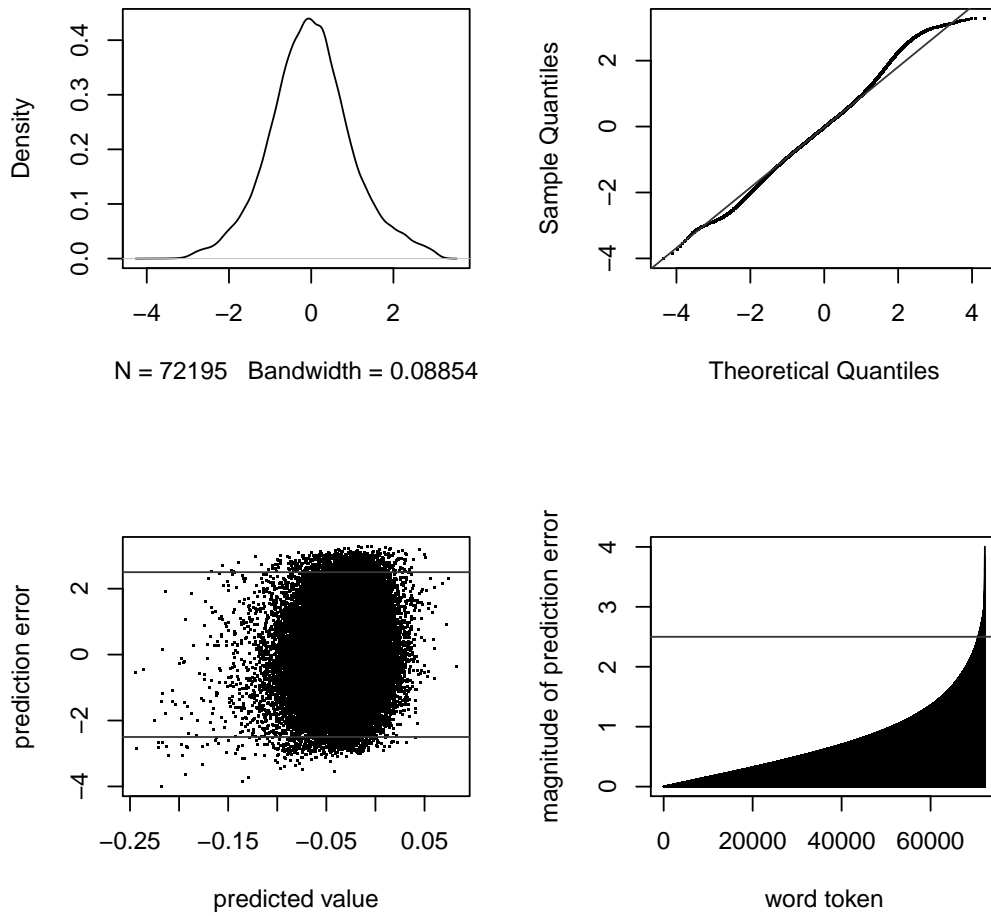 Density
0.0 0.1 0.2 0.3 0.4
−4 −2 0 2
N = 72195 Bandwidth = 0.08854
Sample Quantiles
−4 −2 0 2
−4 −2 0 2 4
Theoretical Quantiles
prediction error
−4 −2 0 2
−0.25 −0.15 −0.05 0.05
predicted value
magnitude of prediction error
0 1 2 3 4
0 20000 40000 60000
word token